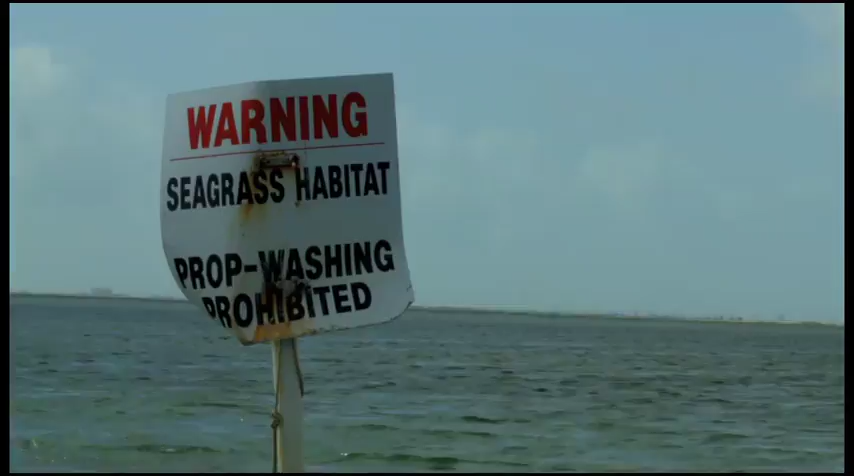 WARNING
SEAGRASS HABITAT
PROP-WASHING
PROHIBITED